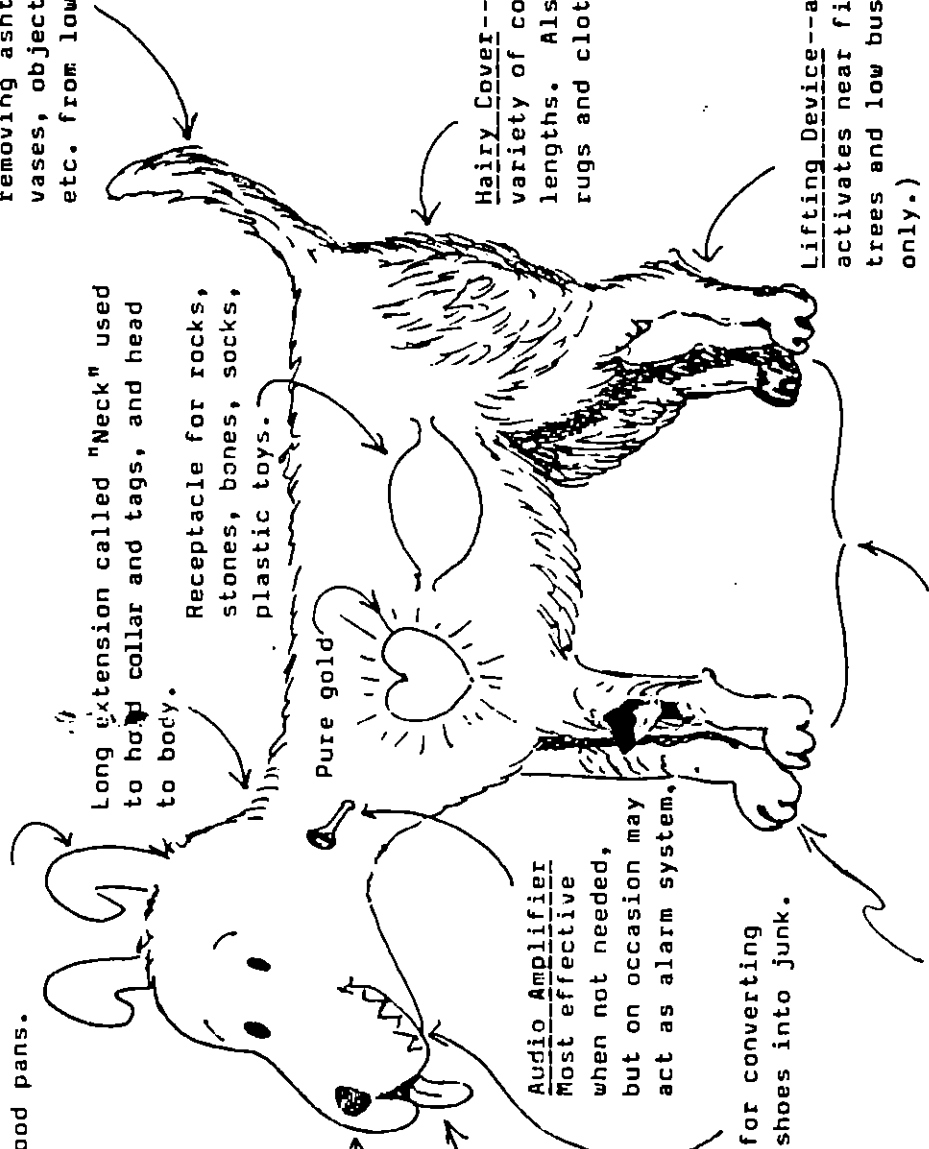 removing asht
vases, object
etc. from low
Hairy Cover--
variety of co
lengths. Als
rugs and clot
Lifting Device--a
activates near fi
trees and low bus
only.)
Long extension called "Neck" used
to hold collar and tags, and head
to body.
Receptacle for rocks,
stones, bones, socks,
plastic toys.
Pure gold
ood pans.
Audio Amplifier
Most effective
when not needed,
but on occasion may
act as alarm system.
for converting
shoes into junk.